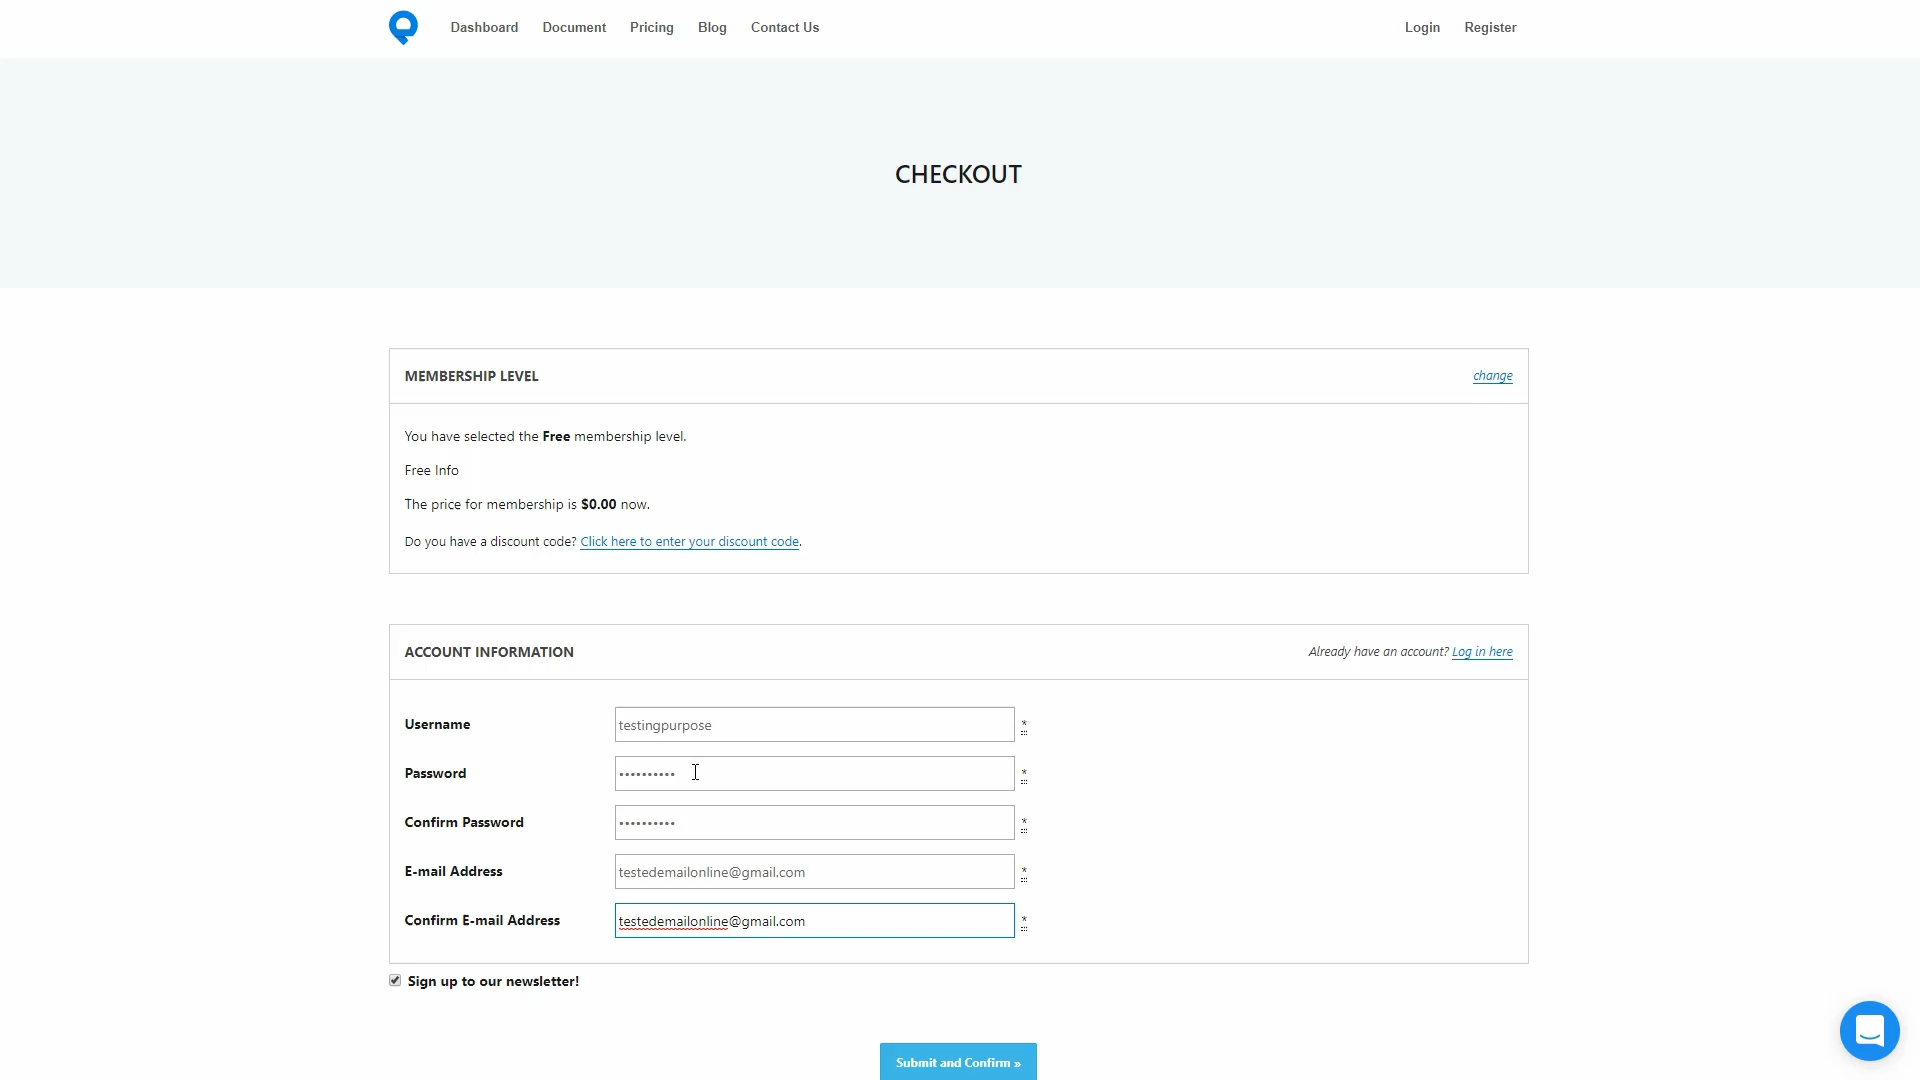 Dashboard Document Pricing Blog Contact Us Login Register
CHECKOUT
MEMBERSHIP LEVEL change
You have selected the Free membership level.
Free Info
The price for membership is $0.00 now.
Do you have a discount code? Click here to enter your discount code.
ACCOUNT INFORMATION Already have an account? Log in here
Username testingpurpose *
Password •••••••••• *
Confirm Password •••••••••• *
E-mail Address testedemailonline@gmail.com *
Confirm E-mail Address testedemailonline@gmail.com *
Sign up to our newsletter!
Submit and Confirm »